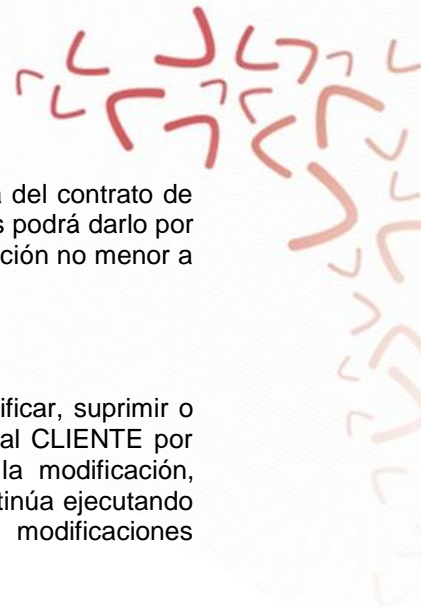 a del contrato de
s podrá darlo por
ción no menor a
ificar, suprimir o
al CLIENTE por
la modificación,
tinúa ejecutando
modificaciones